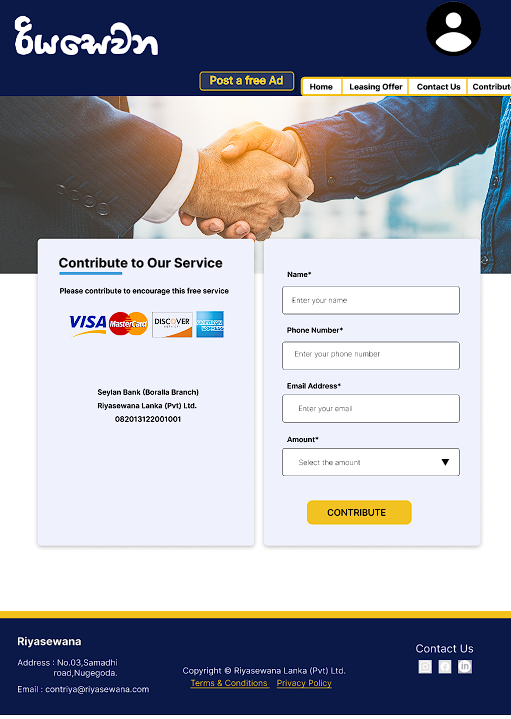 රියසෙවන
Post a free Ad
Home Leasing Offer Contact Us Contribut
Contribute to Our Service
Please contribute to encourage this free service
VISA MasterCard DISCOVER
AMERICAN EXPRESS
Seylan Bank (Boralla Branch)
Riyasewana Lanka (Pvt) Ltd.
082013122001001
Name*
Enter your name
Phone Number*
Enter your phone number
Email Address*
Enter your email
Amount*
Select the amount
CONTRIBUTE
Riyasewana
Address : No.03,Samadhi
road,Nugegoda.
Email : contriya@riyasewana.com
Copyright © Riyasewana Lanka (Pvt) Ltd.
Terms & Conditions Privacy Policy
Contact Us